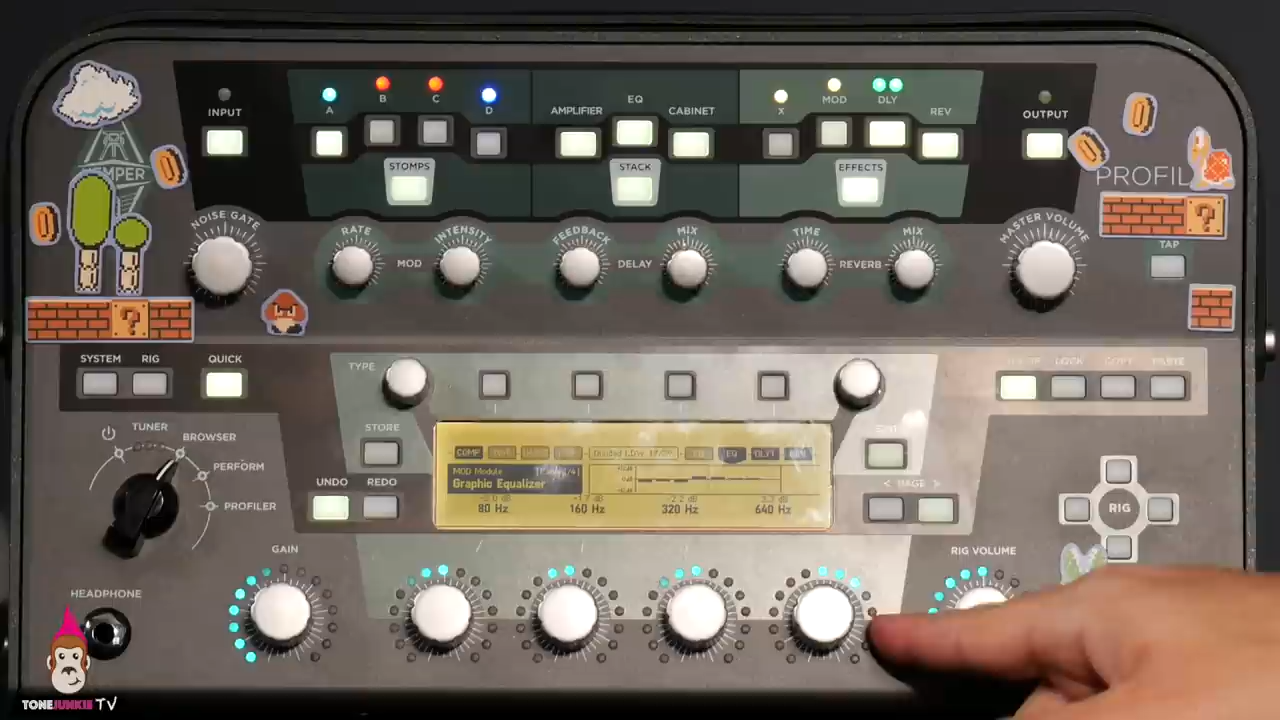 INPUT
A
B
C
D
AMPLIFIER
EQ
CABINET
X
MOD
DLY
REV
OUTPUT
STOMPS
STACK
EFFECTS
PROFIL
NOISE GATE
RATE
MOD
INTENSITY
FEEDBACK
DELAY
MIX
TIME
REVERB
MIX
MASTER VOLUME
TAP
SYSTEM
RIG
QUICK
TYPE
LOCK
COPY
STORE
TUNER
BROWSER
PERFORM
PROFILER
UNDO
REDO
COMP
EQ
DLY
MOD Module
Graphic Equalizer
80 Hz
160 Hz
320 Hz
640 Hz
< PAGE >
RIG
GAIN
RIG VOLUME
HEADPHONE
TONEJUNKIE TV